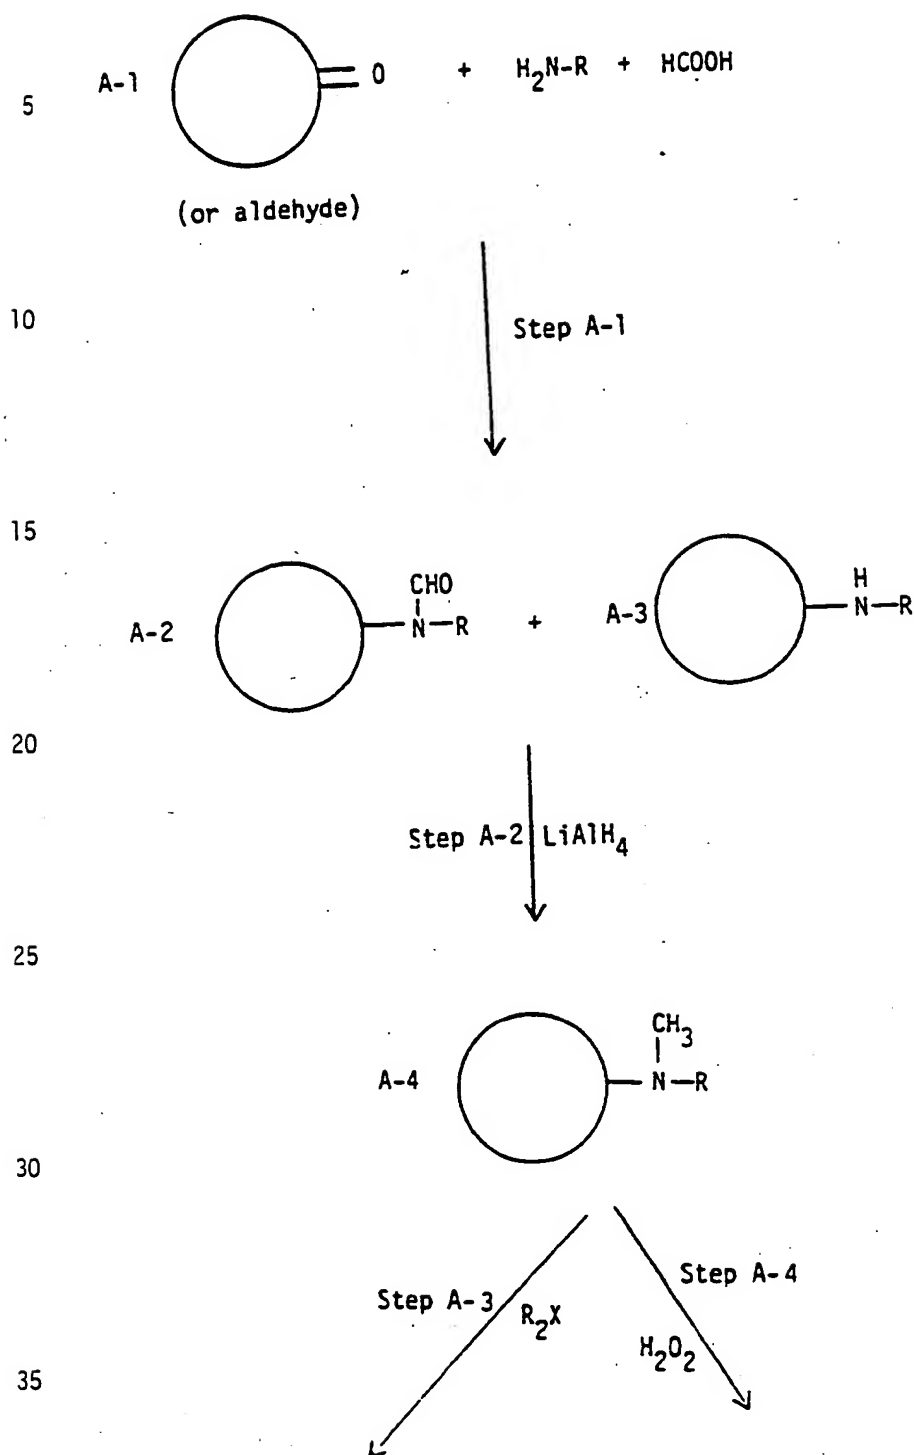 A-1 O + H2N-R + HCOOH
5
(or aldehyde)
10
Step A-1
15
CHO
H
A-2 N-R + A-3 N-R
20
Step A-2 LiAlH4
25
CH3
A-4 N-R
30
Step A-4
Step A-3 R2X
H2O2
35